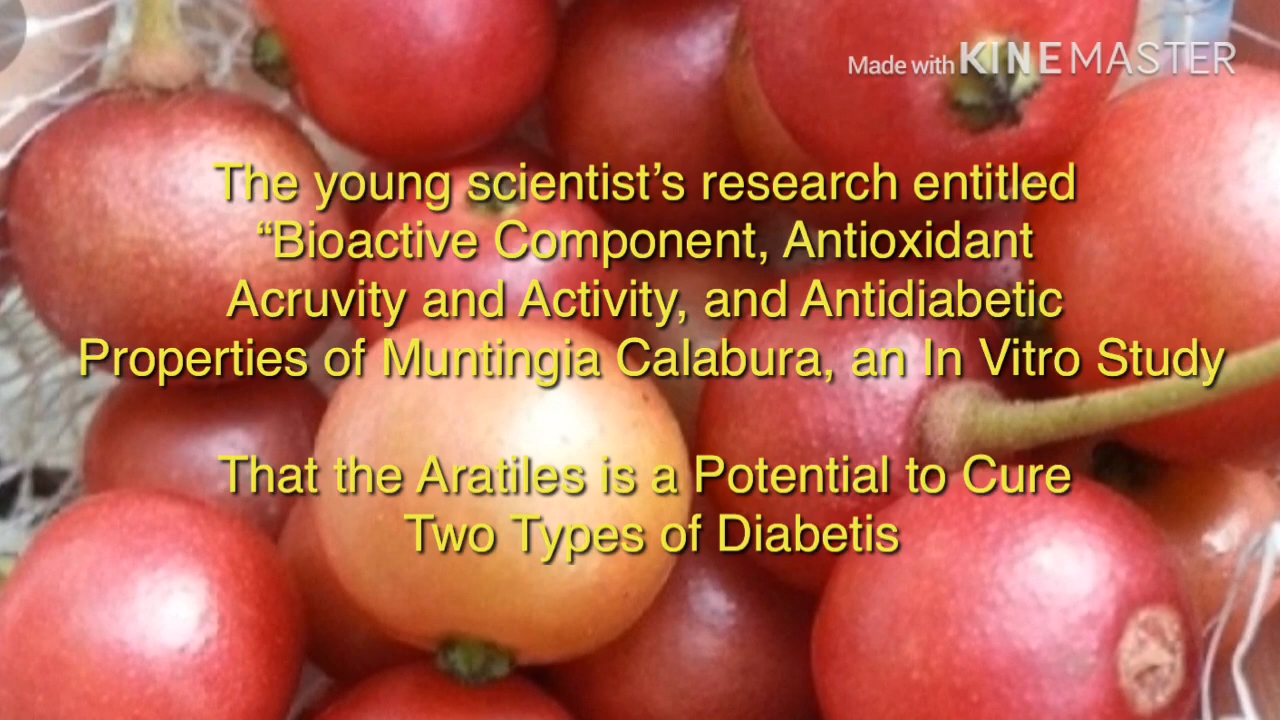 Made with KINEMASTER
The young scientist’s research entitled
“Bioactive Component, Antioxidant
Acruvity and Activity, and Antidiabetic
Properties of Muntingia Calabura, an In Vitro Study
That the Aratiles is a Potential to Cure
Two Types of Diabetis